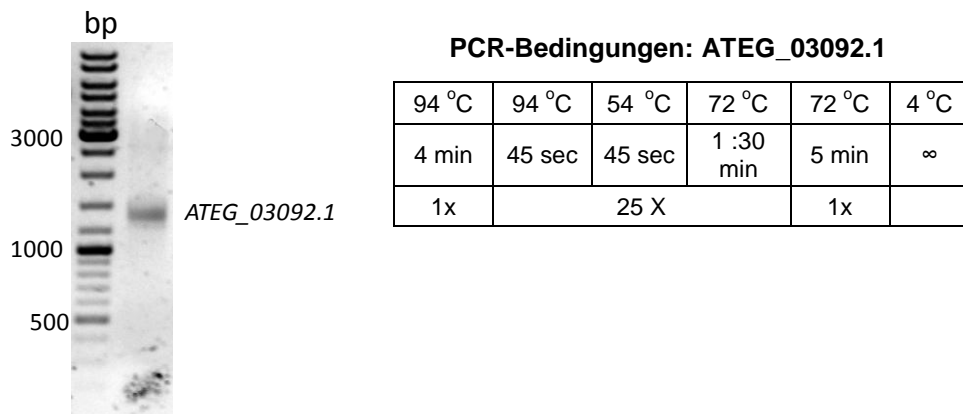 bp
3000
1000
500
ATEG_03092.1
PCR-Bedingungen: ATEG_03092.1
94 °C 94 °C 54 °C 72 °C 72 °C 4 °C
4 min 45 sec 45 sec 1 :30 min 5 min ∞
1x 25 X 1x